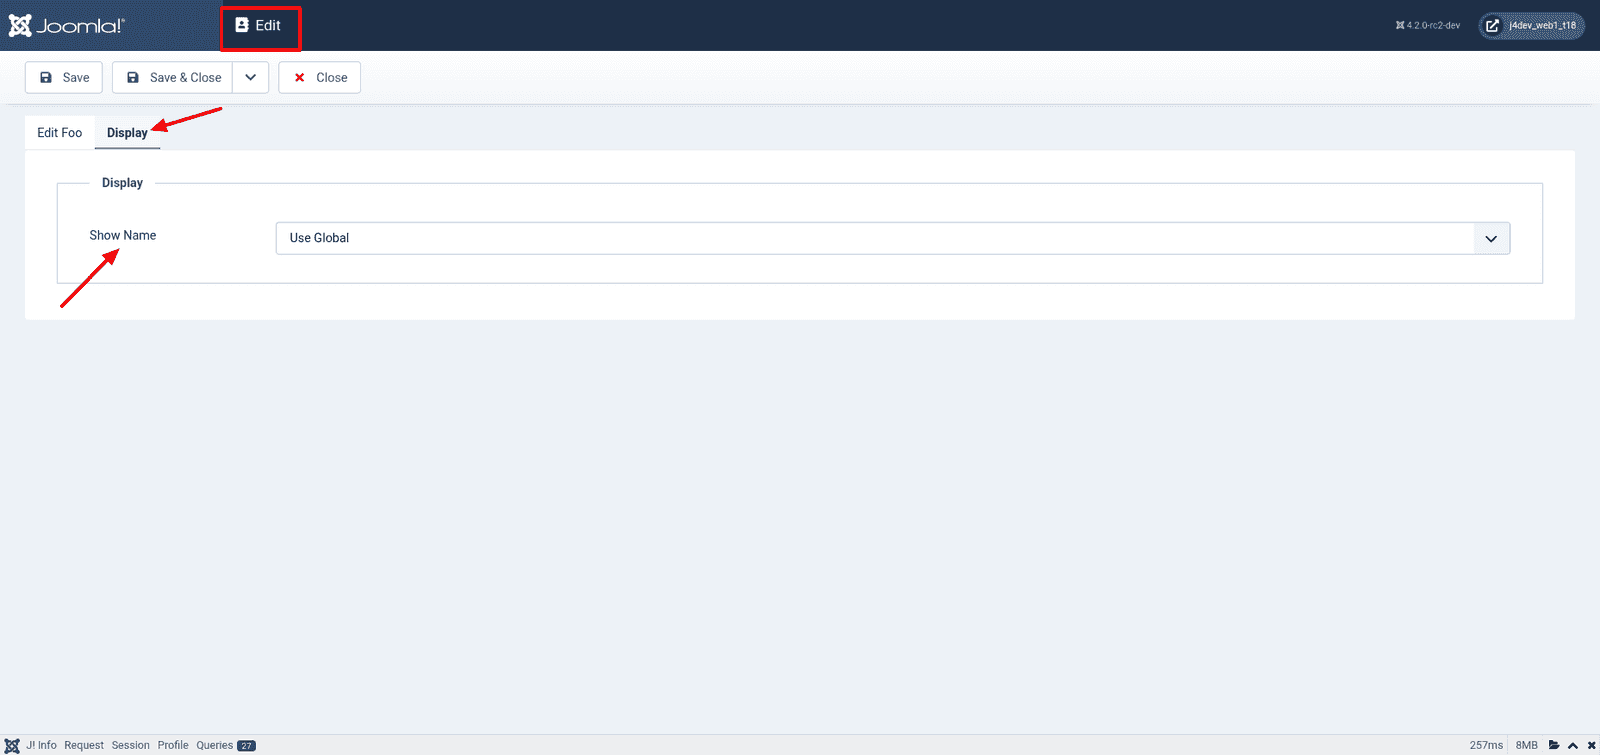 Joomla!® Edit 4.2.0-rc2-dev j4dev_web1_t18
Save Save & Close Close
Edit Foo Display
Display
Show Name Use Global
J! Info Request Session Profile Queries 27 257ms 8MB